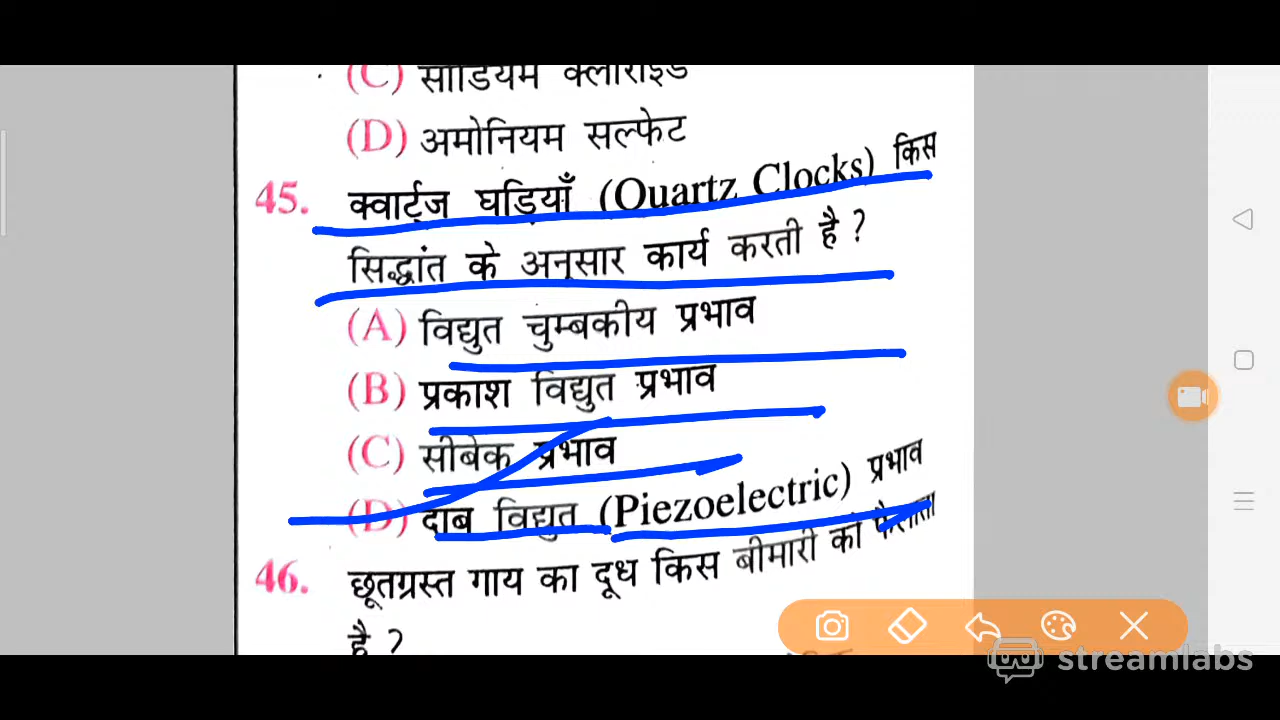 (C) सोडियम क्लोराइड
(D) अमोनियम सल्फेट
45. क्वार्ट्ज घड़ियाँ (Quartz Clocks) किस
सिद्धांत के अनुसार कार्य करती है ?
(A) विद्युत चुम्बकीय प्रभाव
(B) प्रकाश विद्युत प्रभाव
(C) सीबेक प्रभाव
(D) दाब विद्युत (Piezoelectric) प्रभाव
46. छूतग्रस्त गाय का दूध किस बीमारी को फैलाता
है ?
streamlabs